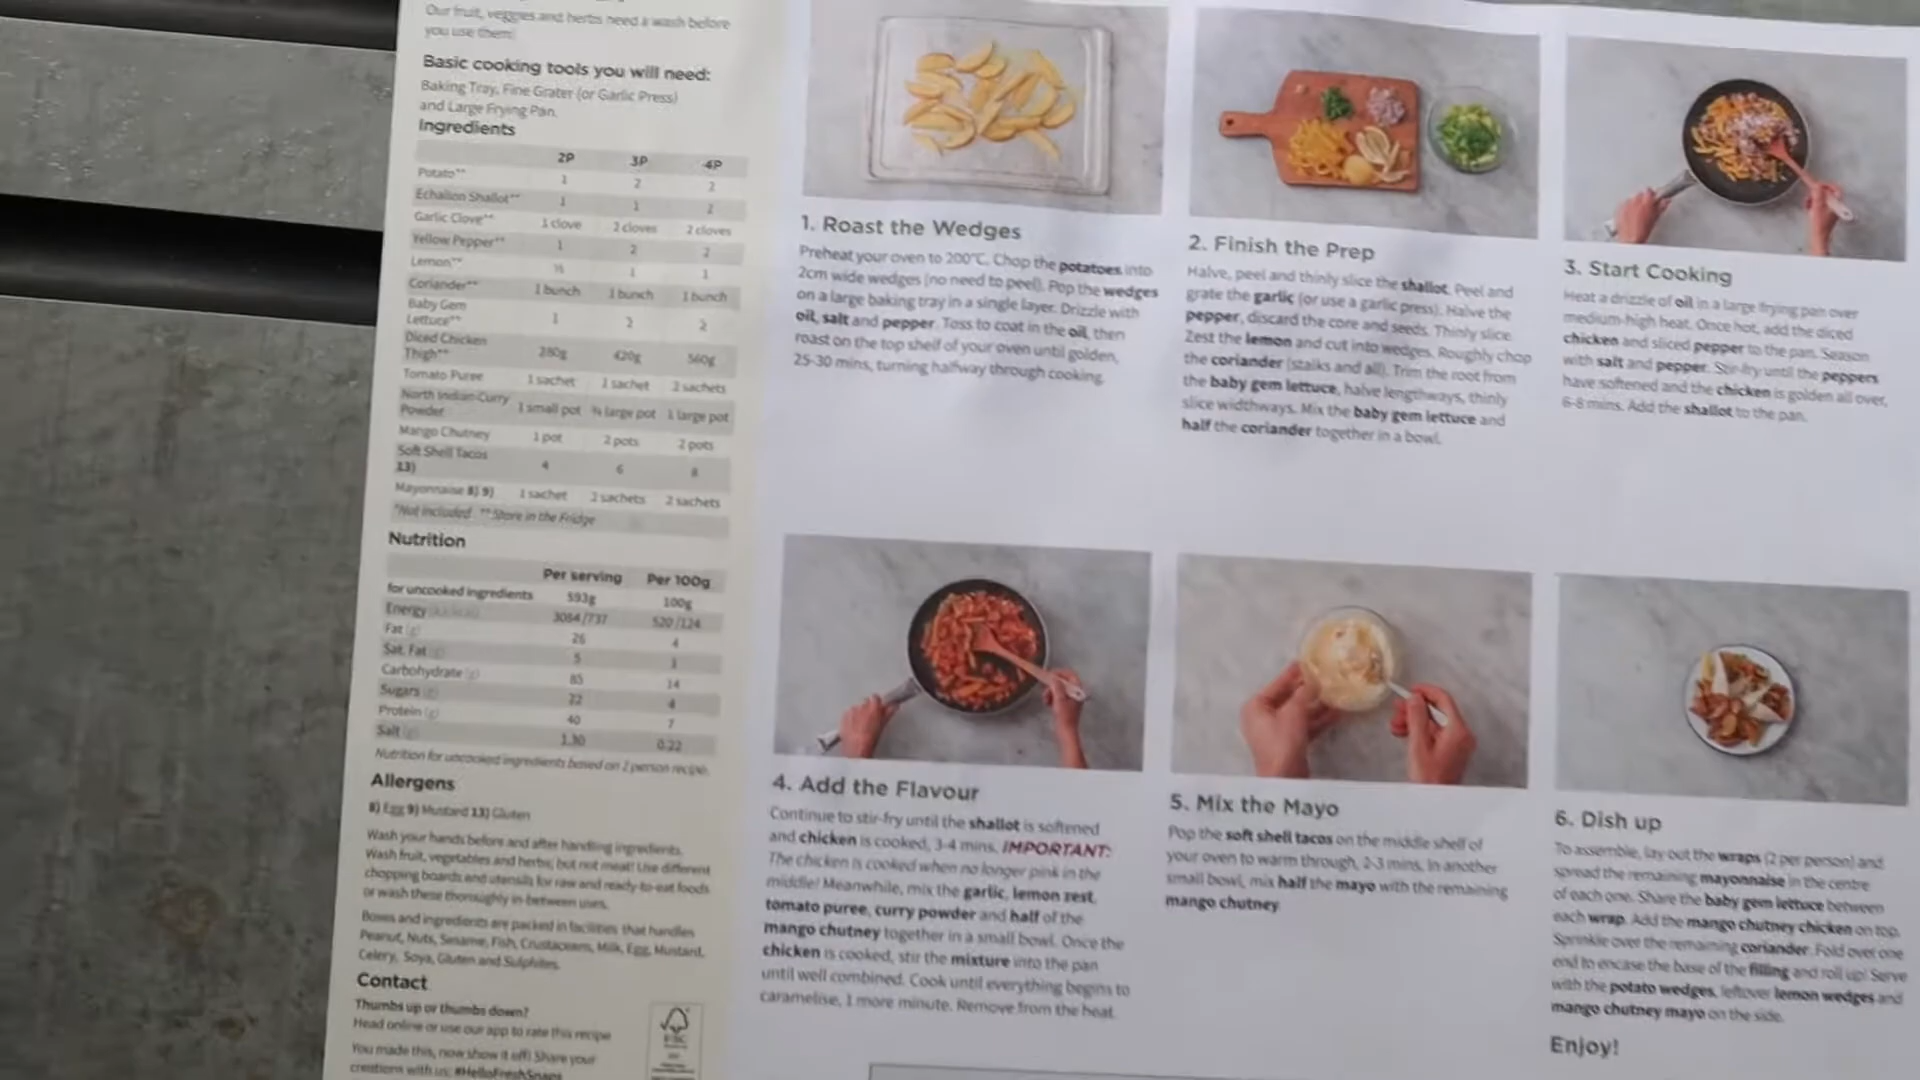 Our fruit, veggies and herbs need a wash before
you use them!
Basic cooking tools you will need:
Baking Tray, Fine Grater (or Garlic Press)
and Large Frying Pan.
Ingredients
2P 3P 4P
Potato** 1 2 2
Echalion Shallot** 1 1 2
Garlic Clove** 1 clove 2 cloves 2 cloves
Yellow Pepper** 1 2 2
Lemon** ½ 1 1
Coriander** 1 bunch 1 bunch 1 bunch
Baby Gem
Lettuce** 1 2 2
Diced Chicken
Thigh** 280g 420g 560g
Tomato Puree 1 sachet 1 sachet 2 sachets
North Indian Curry
Powder 1 small pot ¾ large pot 1 large pot
Mango Chutney 1 pot 2 pots 2 pots
Soft Shell Tacos
13) 4 6 8
Mayonnaise 8) 9) 1 sachet 2 sachets 2 sachets
*Not Included **Store in the Fridge
Nutrition
Per serving Per 100g
for uncooked ingredients 593g 100g
Energy 3084/737 520/124
Fat (g) 26 4
Sat. Fat (g) 5 1
Carbohydrate (g) 85 14
Sugars (g) 22 4
Protein (g) 40 7
Salt (g) 1.30 0.22
Nutrition for uncooked ingredients based on 2 person recipe.
Allergens
8) Egg 9) Mustard 13) Gluten
Wash your hands before and after handling ingredients.
Wash fruit, vegetables and herbs; but not meat! Use different
chopping boards and utensils for raw and ready-to-eat foods
or wash these thoroughly in-between uses.
Boxes and ingredients are packed in facilities that handles
Peanut, Nuts, Sesame, Fish, Crustaceans, Milk, Egg, Mustard,
Celery, Soya, Gluten and Sulphites.
Contact
Thumbs up or thumbs down?
Head online or use our app to rate this recipe
You made this, now show it off! Share your
creations with us: #HelloFreshSnaps
FSC
1. Roast the Wedges
Preheat your oven to 200°C. Chop the potatoes into
2cm wide wedges (no need to peel). Pop the wedges
on a large baking tray in a single layer. Drizzle with
oil, salt and pepper. Toss to coat in the oil, then
roast on the top shelf of your oven until golden,
25-30 mins, turning halfway through cooking.
2. Finish the Prep
Halve, peel and thinly slice the shallot. Peel and
grate the garlic (or use a garlic press). Halve the
pepper, discard the core and seeds. Thinly slice.
Zest the lemon and cut into wedges. Roughly chop
the coriander (stalks and all). Trim the root from
the baby gem lettuce, halve lengthways, thinly
slice widthways. Mix the baby gem lettuce and
half the coriander together in a bowl.
3. Start Cooking
Heat a drizzle of oil in a large frying pan over
medium-high heat. Once hot, add the diced
chicken and sliced pepper to the pan. Season
with salt and pepper. Stir-fry until the peppers
have softened and the chicken is golden all over,
6-8 mins. Add the shallot to the pan.
4. Add the Flavour
Continue to stir-fry until the shallot is softened
and chicken is cooked, 3-4 mins. IMPORTANT:
The chicken is cooked when no longer pink in the
middle! Meanwhile, mix the garlic, lemon zest,
tomato puree, curry powder and half of the
mango chutney together in a small bowl. Once the
chicken is cooked, stir the mixture into the pan
until well combined. Cook until everything begins to
caramelise, 1 more minute. Remove from the heat.
5. Mix the Mayo
Pop the soft shell tacos on the middle shelf of
your oven to warm through, 2-3 mins. In another
small bowl, mix half the mayo with the remaining
mango chutney.
6. Dish up
To assemble, lay out the wraps (2 per person) and
spread the remaining mayonnaise in the centre
of each one. Share the baby gem lettuce between
each wrap. Add the mango chutney chicken on top.
Sprinkle over the remaining coriander. Fold over one
end to encase the base of the filling and roll up! Serve
with the potato wedges, leftover lemon wedges and
mango chutney mayo on the side.
Enjoy!